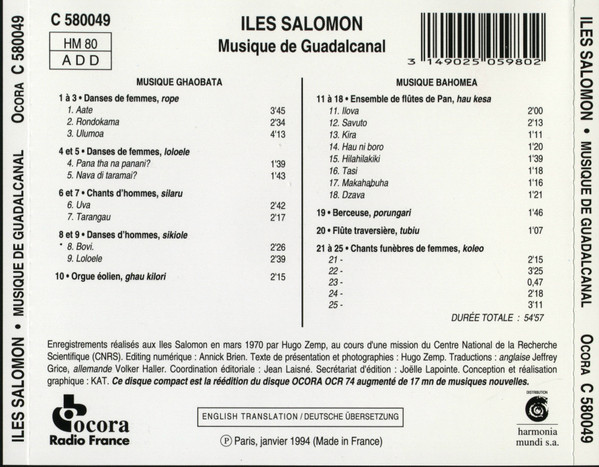 C 580049
HM 80
A D D
ILES SALOMON
Musique de Guadalcanal
3 149025 059802
MUSIQUE GHAOBATA
1 à 3 • Danses de femmes, rope
1. Aate 3'45
2. Rondokama 2'34
3. Ulumoa 4'13
4 et 5 • Danses de femmes, loloele
4. Pana tha na panani? 1'39
5. Nava di taramai? 1'43
6 et 7 • Chants d'hommes, silaru
6. Uva 2'42
7. Tarangau 2'17
8 et 9 • Danses d'hommes, sikiole
8. Bovi. 2'26
9. Loloele 2'39
10 • Orgue éolien, ghau kilori 2'15
MUSIQUE BAHOMEA
11 à 18 • Ensemble de flûtes de Pan, hau kesa
11. Ilova 2'00
12. Savuto 2'13
13. Kira 1'11
14. Hau ni boro 1'20
15. Hilahilakiki 1'39
16. Tasi 1'18
17. Makahabuha 1'16
18. Dzava 1'21
19 • Berceuse, porungari 1'46
20 • Flûte traversière, tubiu 1'07
21 à 25 • Chants funèbres de femmes, koleo
21 - 2'15
22 - 3'25
23 - 0,47
24 - 2'18
25 - 3'11
DURÉE TOTALE : 54'57
Enregistrements réalisés aux Iles Salomon en mars 1970 par Hugo Zemp, au cours d'une mission du Centre National de la Recherche
Scientifique (CNRS). Editing numérique : Annick Brien. Texte de présentation et photographies : Hugo Zemp. Traductions : anglaise Jeffrey
Grice, allemande Volker Haller. Coordination éditoriale : Jean Laisné. Secrétariat d'édition : Joëlle Lapointe. Conception et réalisation
graphique : KAT. Ce disque compact est la réédition du disque OCORA OCR 74 augmenté de 17 mn de musiques nouvelles.
ocora
Radio France
ENGLISH TRANSLATION / DEUTSCHE ÜBERSETZUNG
℗ Paris, janvier 1994 (Made in France)
DISTRIBUTION
harmonia
mundi s.a.
ILES SALOMON • MUSIQUE DE GUADALCANAL OCORA C 580049
ILES SALOMON • MUSIQUE DE GUADALCANAL OCORA C 580049